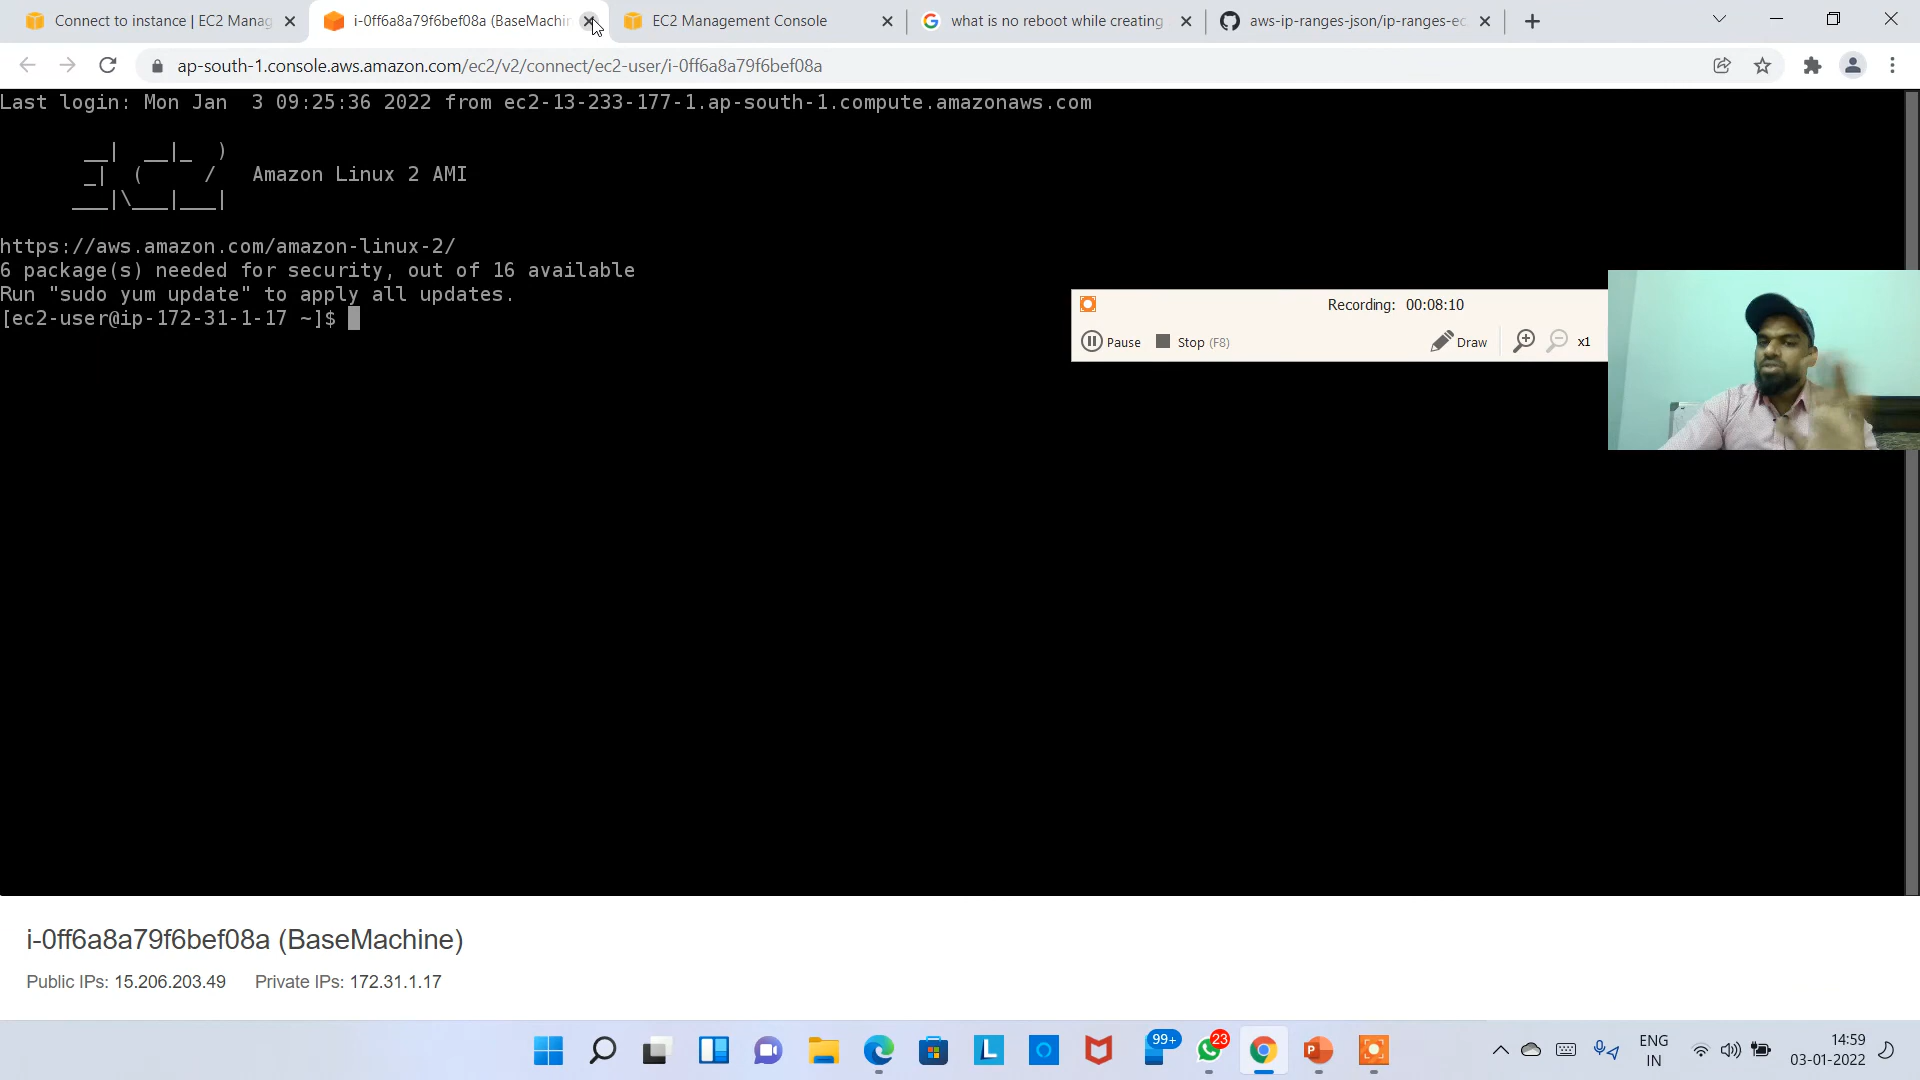 Connect to instance | EC2 Manag
i-0ff6a8a79f6bef08a (BaseMachin
EC2 Management Console
what is no reboot while creating
aws-ip-ranges-json/ip-ranges-ec
ap-south-1.console.aws.amazon.com/ec2/v2/connect/ec2-user/i-0ff6a8a79f6bef08a
Last login: Mon Jan  3 09:25:36 2022 from ec2-13-233-177-1.ap-south-1.compute.amazonaws.com
       __|  __|_  )
       _|  (     /   Amazon Linux 2 AMI
      ___|\___|___|
https://aws.amazon.com/amazon-linux-2/
6 package(s) needed for security, out of 16 available
Run "sudo yum update" to apply all updates.
[ec2-user@ip-172-31-1-17 ~]$
Recording: 00:08:10
Pause Stop (F8) Draw x1
i-0ff6a8a79f6bef08a (BaseMachine)
Public IPs: 15.206.203.49 Private IPs: 172.31.1.17
99+
23
ENG
IN
14:59
03-01-2022